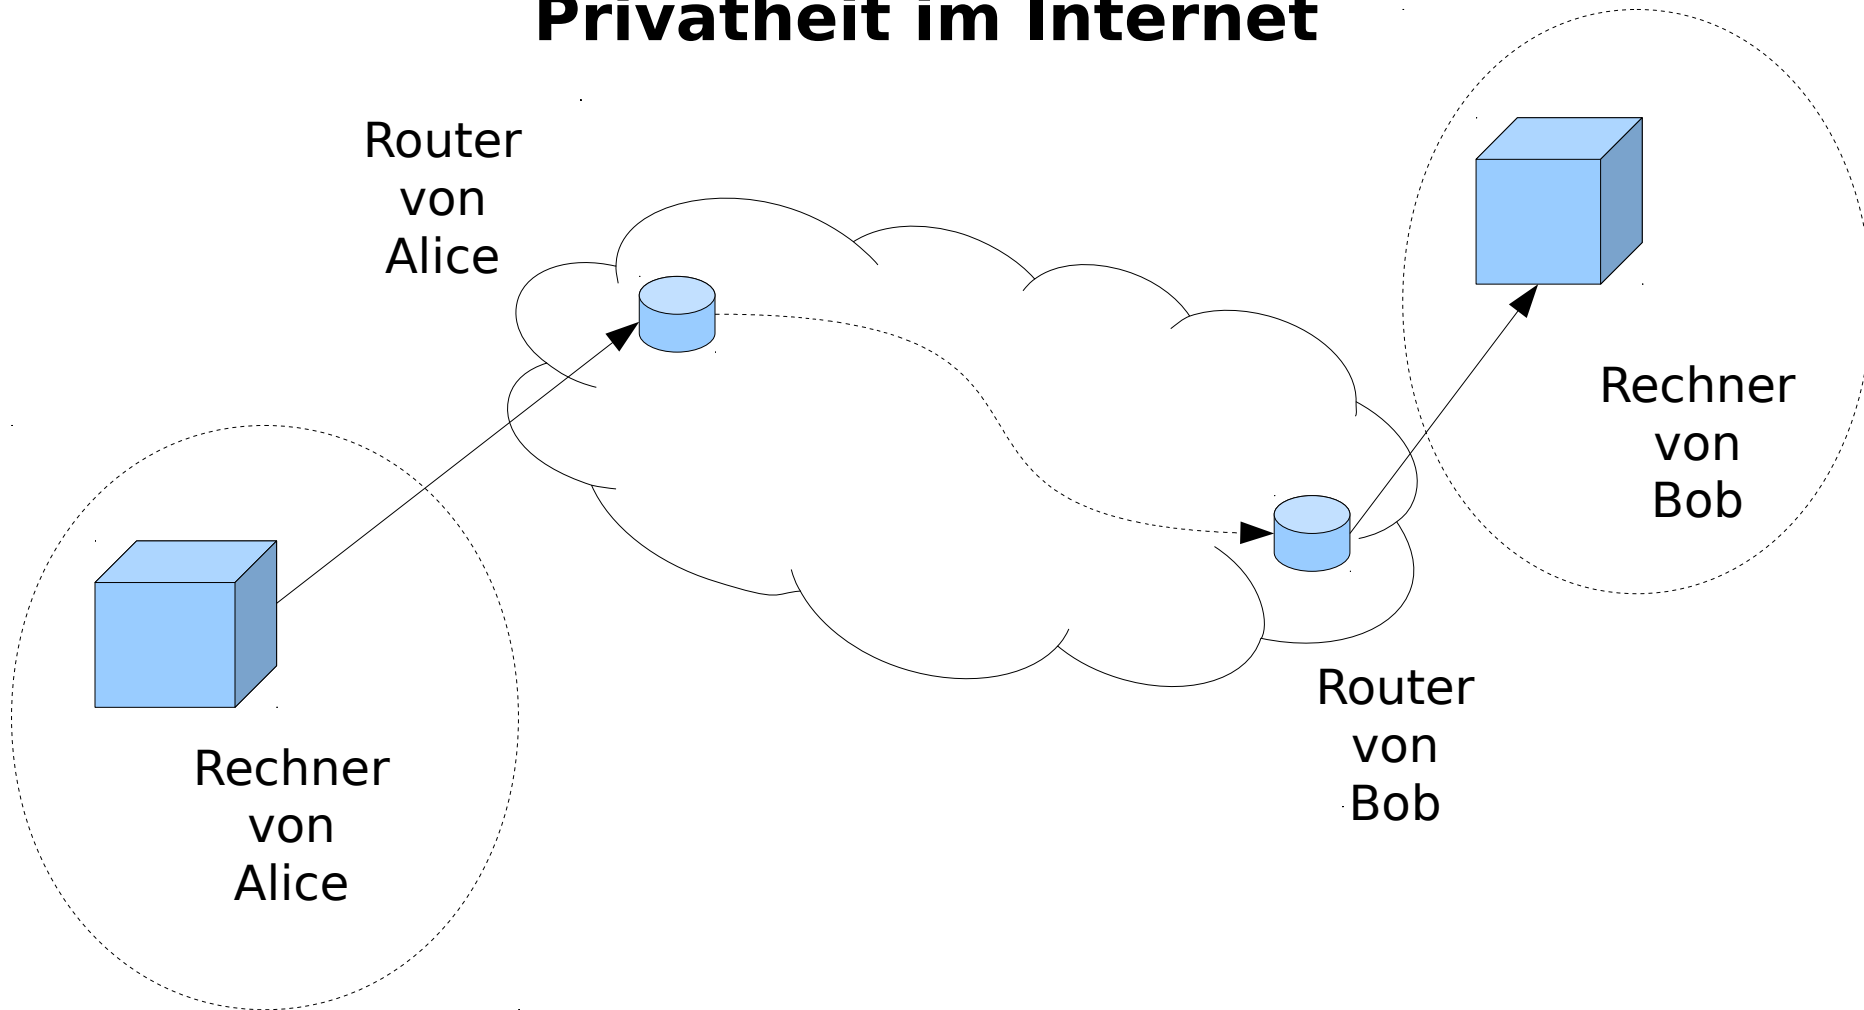 Privatheit im Internet
Router
von
Alice
Rechner
von
Bob
Router
von
Bob
Rechner
von
Alice